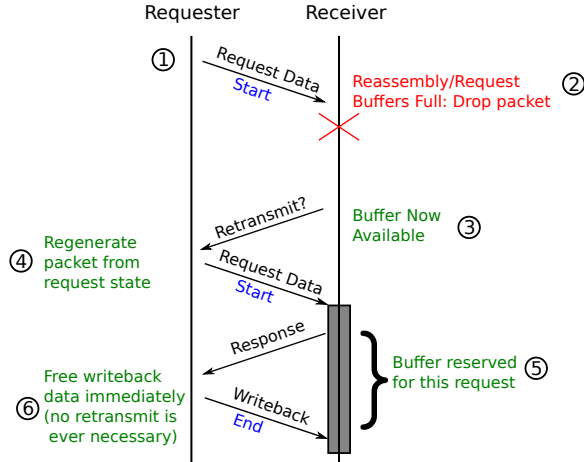 Requester
Receiver
①
Request Data
Start
Reassembly/Request
Buffers Full: Drop packet
②
Retransmit?
Buffer Now
Available
③
④
Regenerate
packet from
request state
Request Data
Start
Response
Buffer reserved
for this request
⑤
Free writeback
data immediately
(no retransmit is
ever necessary)
⑥
Writeback
End